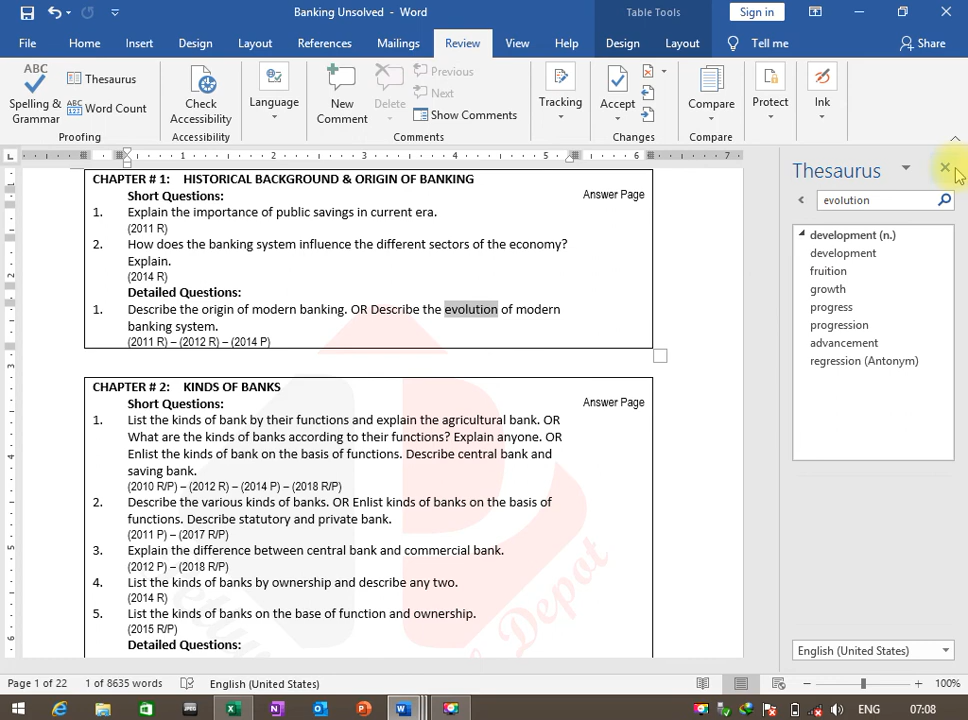 Banking Unsolved - Word
Table Tools
Sign in
File Home Insert Design Layout References Mailings Review View Help Design Layout Tell me Share
ABC
Spelling & Grammar
Thesaurus
ABC 123 Word Count
Proofing
Check Accessibility
Accessibility
Language
New Comment
Delete
Previous
Next
Show Comments
Comments
Tracking
Accept
Changes
Compare
Compare
Protect
Ink
1 2 3 4 5 6 7
CHAPTER # 1: HISTORICAL BACKGROUND & ORIGIN OF BANKING
Short Questions: Answer Page
1. Explain the importance of public savings in current era.
(2011 R)
2. How does the banking system influence the different sectors of the economy?
Explain.
(2014 R)
Detailed Questions:
1. Describe the origin of modern banking. OR Describe the evolution of modern
banking system.
(2011 R) – (2012 R) – (2014 P)
CHAPTER # 2: KINDS OF BANKS
Short Questions: Answer Page
1. List the kinds of bank by their functions and explain the agricultural bank. OR
What are the kinds of banks according to their functions? Explain anyone. OR
Enlist the kinds of bank on the basis of functions. Describe central bank and
saving bank.
(2010 R/P) – (2012 R) – (2014 P) – (2018 R/P)
2. Describe the various kinds of banks. OR Enlist kinds of banks on the basis of
functions. Describe statutory and private bank.
(2011 P) – (2017 R/P)
3. Explain the difference between central bank and commercial bank.
(2012 P) – (2018 R/P)
4. List the kinds of banks by ownership and describe any two.
(2014 R)
5. List the kinds of banks on the base of function and ownership.
(2015 R/P)
Detailed Questions:
Depot
Thesaurus
evolution
development (n.)
development
fruition
growth
progress
progression
advancement
regression (Antonym)
English (United States)
Page 1 of 22 1 of 8635 words English (United States) 100%
ENG 07:08